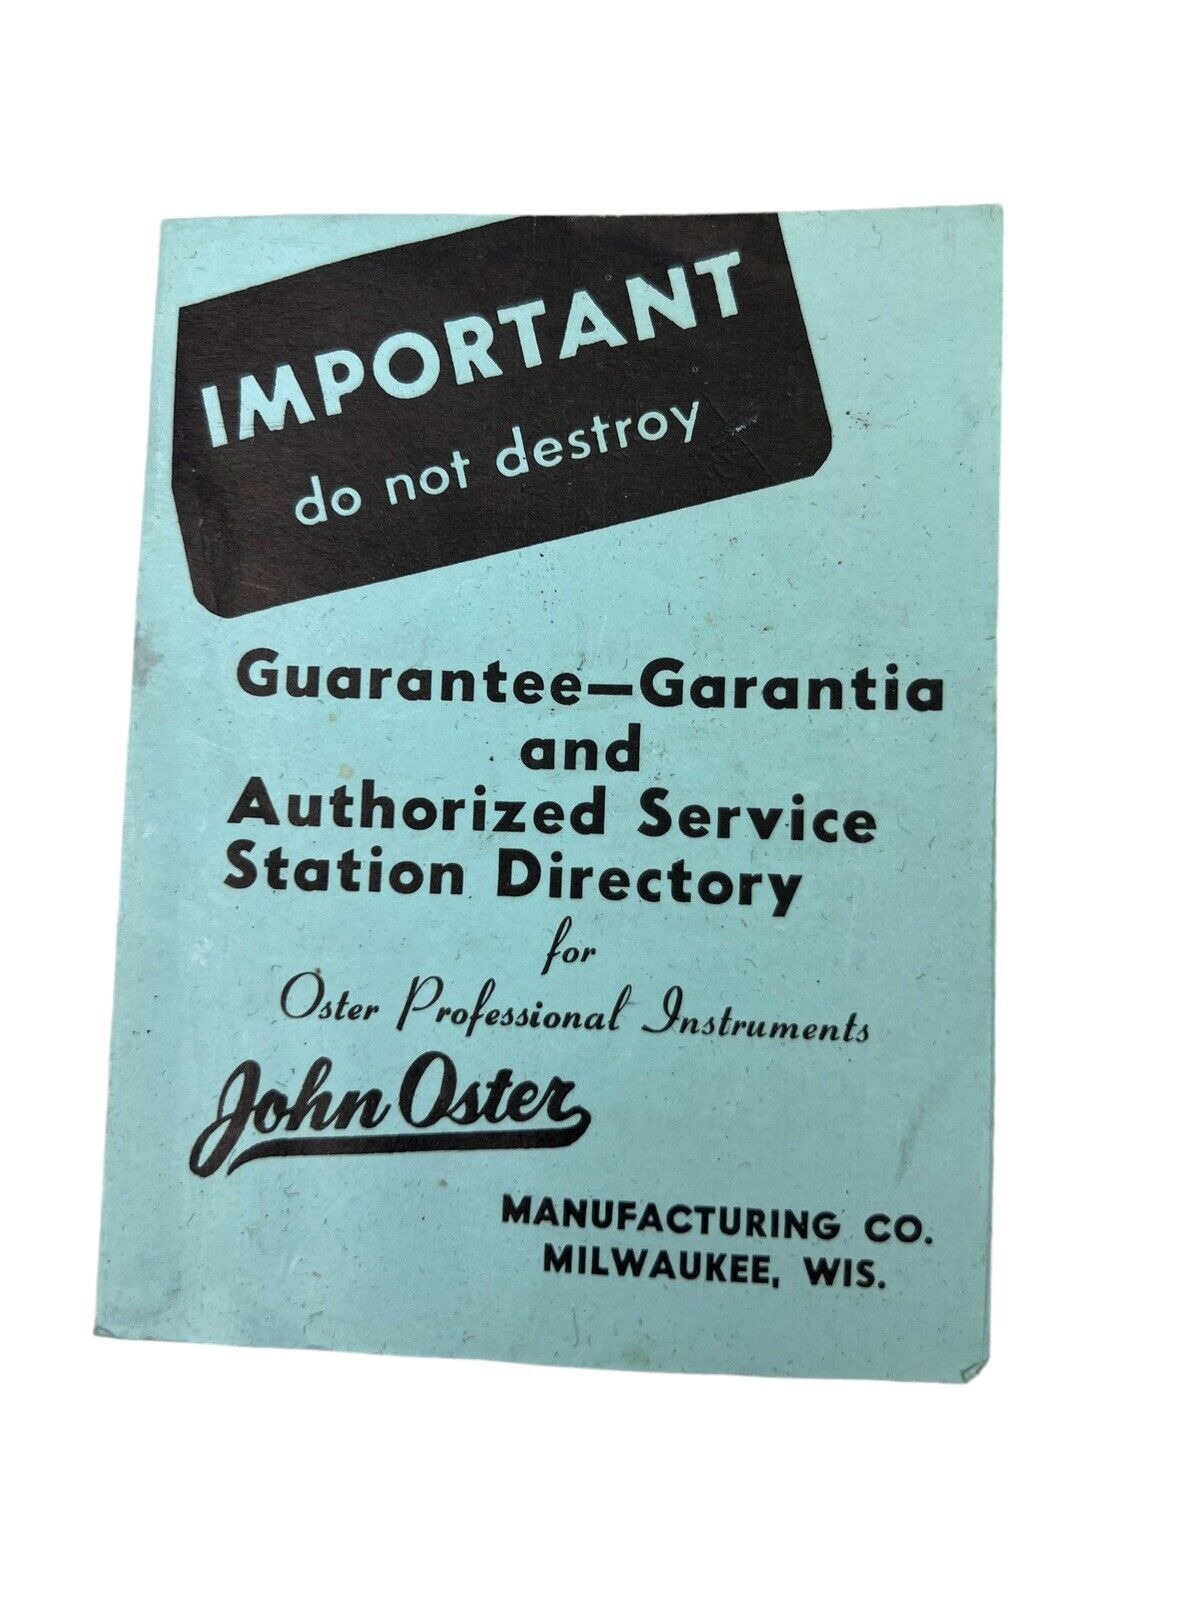 IMPORTANT
do not destroy
Guarantee—Garantia
and
Authorized Service
Station Directory
for
Oster Professional Instruments
John Oster
MANUFACTURING CO.
MILWAUKEE, WIS.